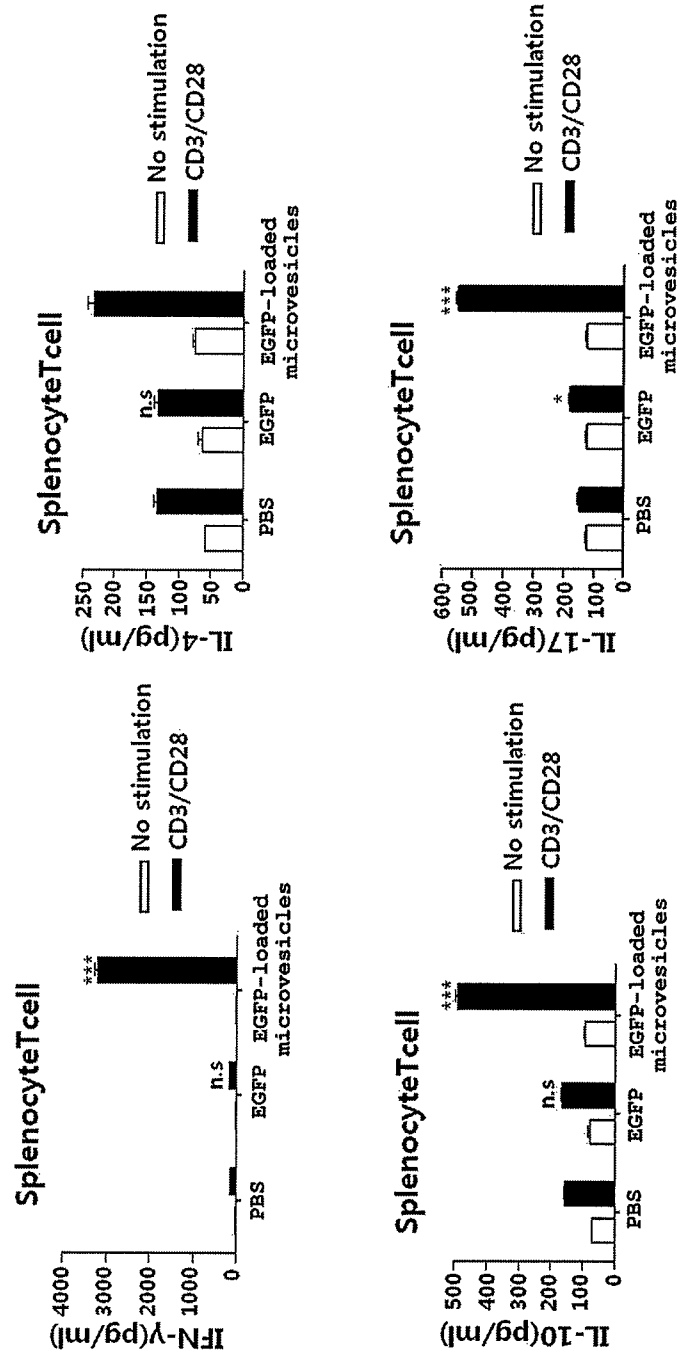 SplenocyteTcell
IFN-γ(pg/ml)
4000
3000
2000
1000
0
n.s
***
PBS
EGFP
EGFP-loaded
microvesicles
No stimulation
CD3/CD28
SplenocyteTcell
IL-4(pg/ml)
250
200
150
100
50
0
n.s
PBS
EGFP
EGFP-loaded
microvesicles
No stimulation
CD3/CD28
SplenocyteTcell
IL-10(pg/ml)
500
400
300
200
100
0
n.s
***
PBS
EGFP
EGFP-loaded
microvesicles
No stimulation
CD3/CD28
SplenocyteTcell
IL-17(pg/ml)
600
500
400
300
200
100
0
*
***
PBS
EGFP
EGFP-loaded
microvesicles
No stimulation
CD3/CD28